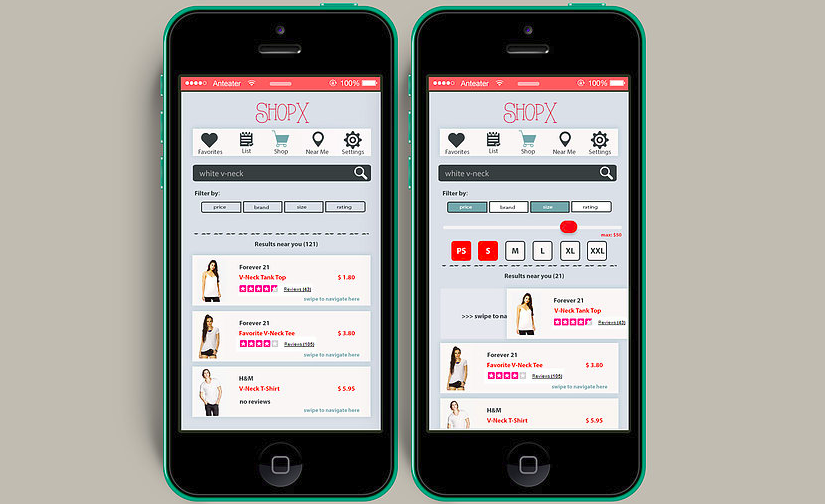 Anteater 100%
SHOPX
Favorites List Shop Near Me Settings
white v-neck
Filter by:
price brand size rating
Results near you (121)
Forever 21
V-Neck Tank Top $ 1.80
Reviews (43)
swipe to navigate here
Forever 21
Favorite V-Neck Tee $ 3.80
Reviews (105)
swipe to navigate here
H&M
V-Neck T-Shirt $ 5.95
no reviews
swipe to navigate here
Anteater 100%
SHOPX
Favorites List Shop Near Me Settings
white v-neck
Filter by:
price brand size rating
max: $50
PS S M L XL XXL
Results near you (21)
>>> swipe to na
Forever 21
V-Neck Tank Top
Reviews (43)
Forever 21
Favorite V-Neck Tee $ 3.80
Reviews (105)
swipe to navigate here
H&M
V-Neck T-Shirt $ 5.95